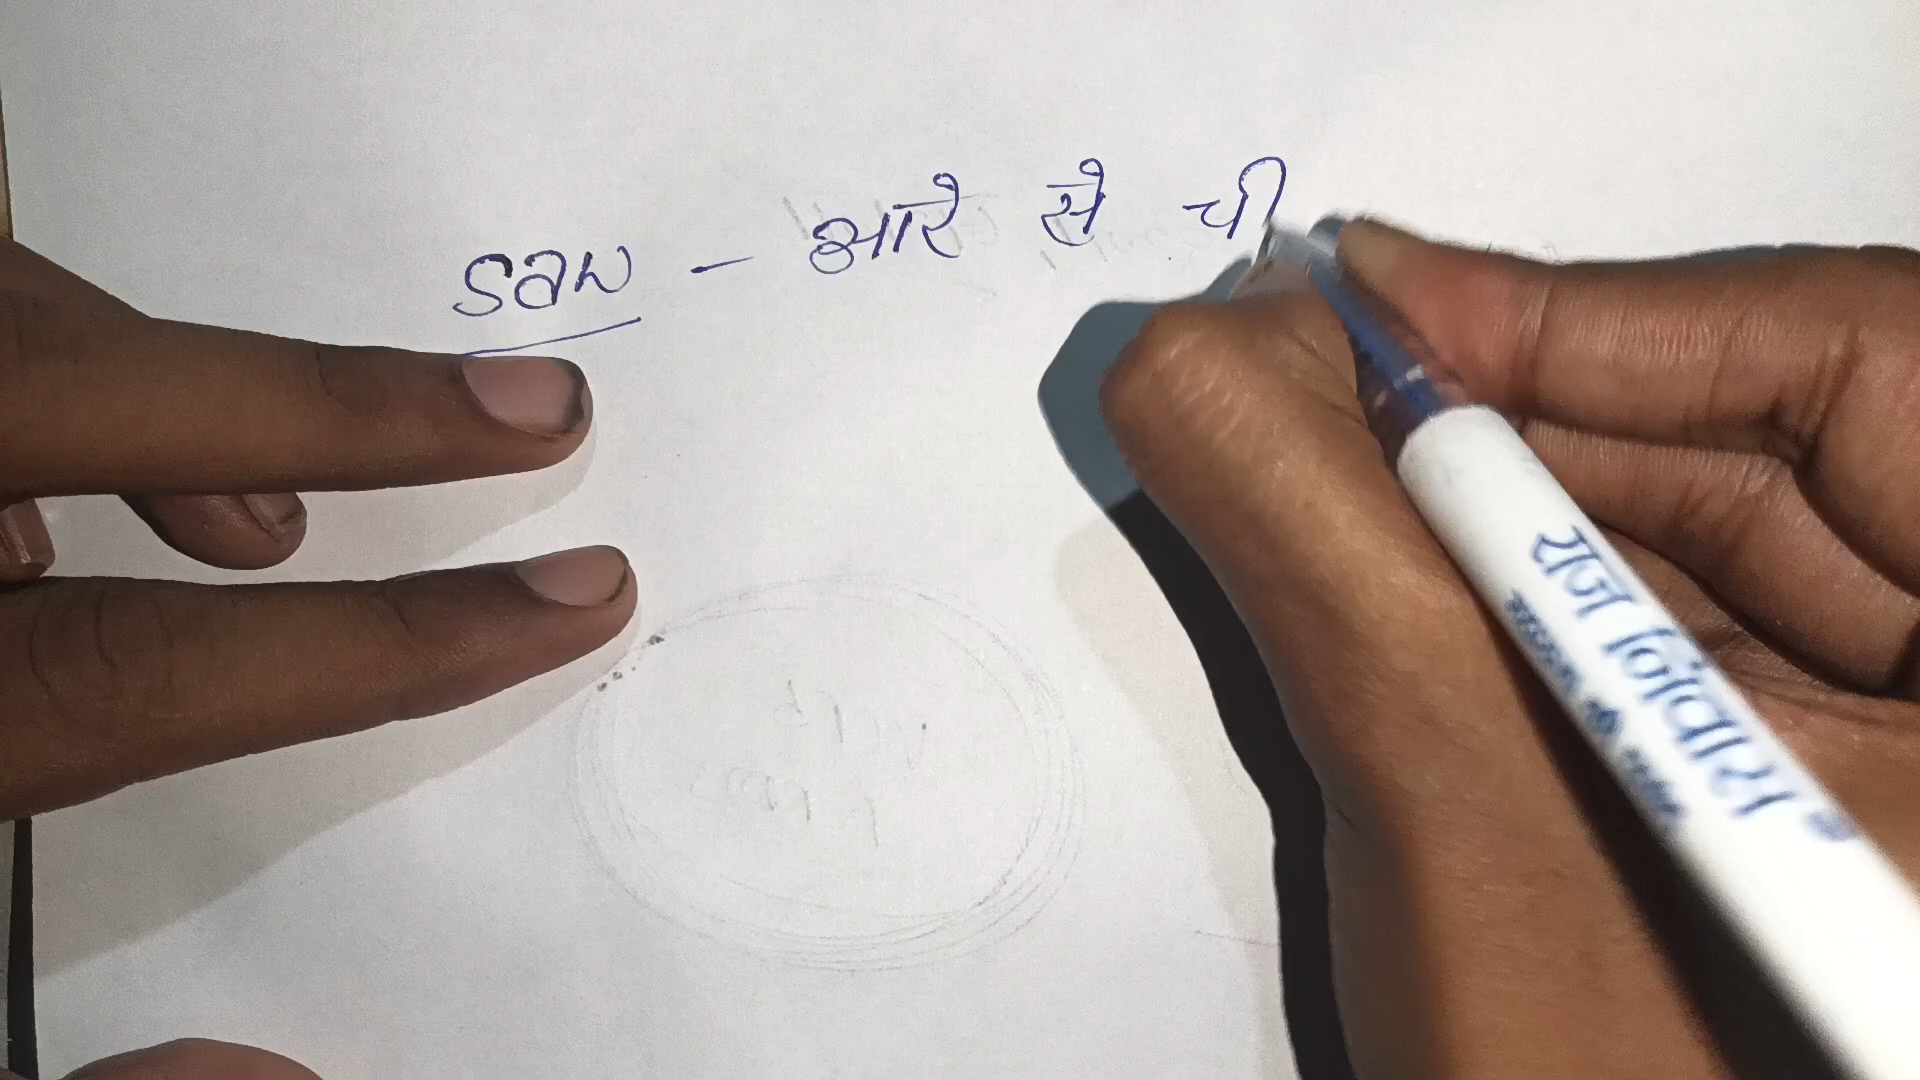 saw - आरे से ची
राज निवास